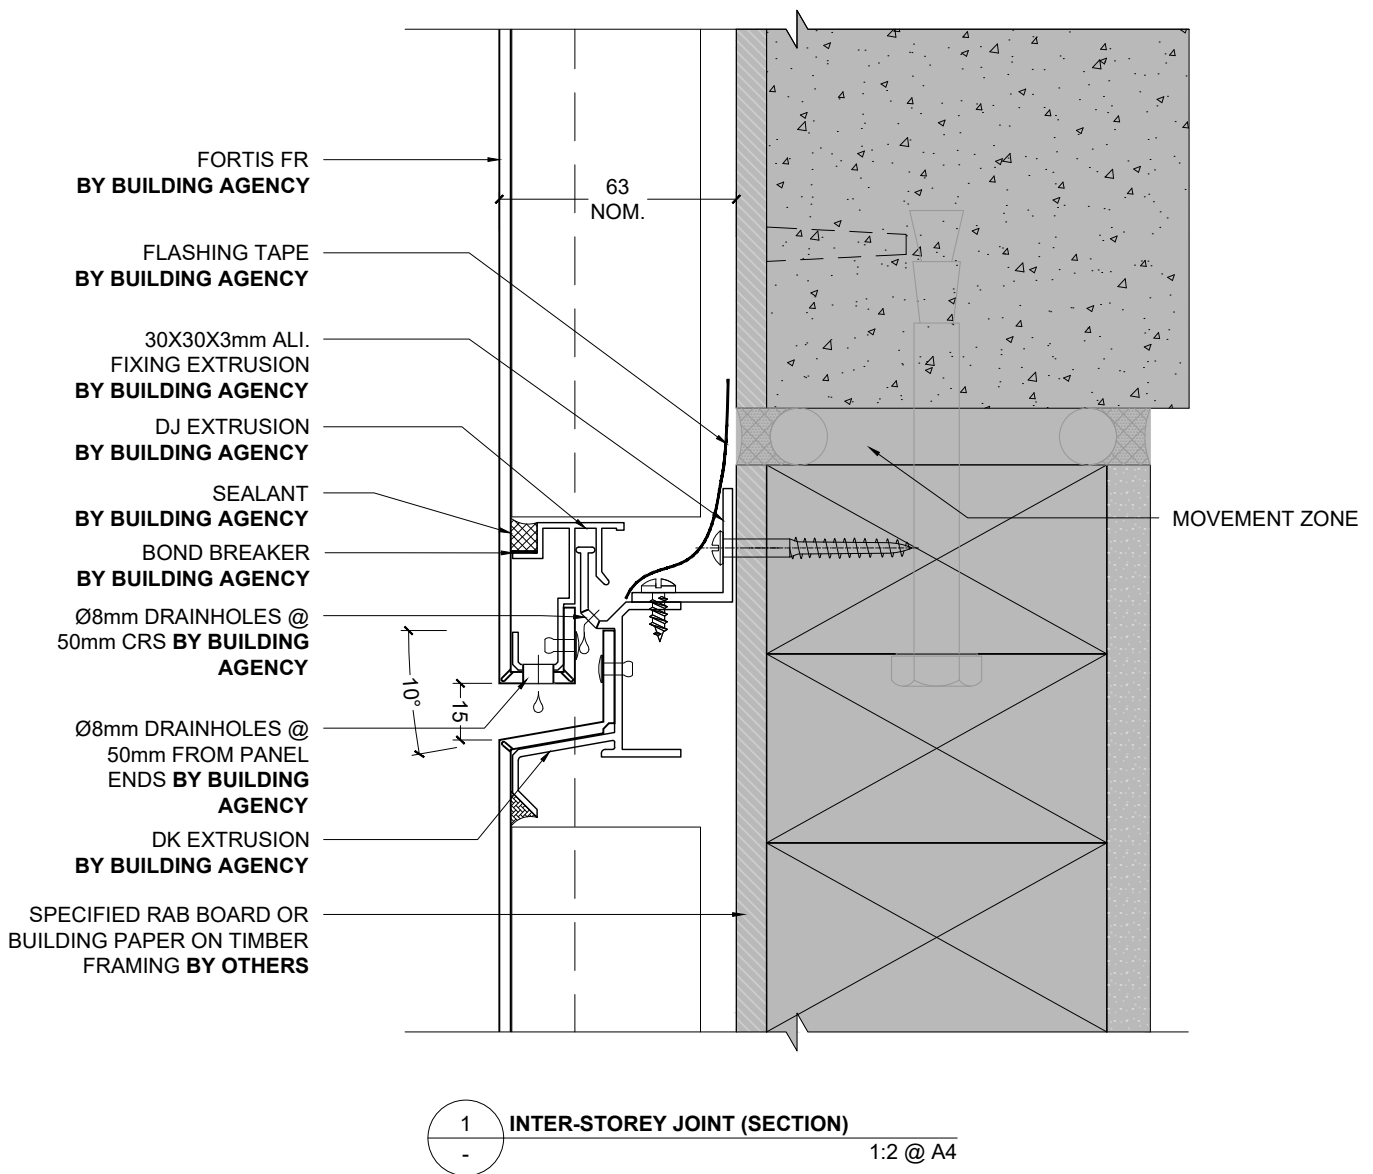 FORTIS FR
BY BUILDING AGENCY
63
NOM.
FLASHING TAPE
BY BUILDING AGENCY
30X30X3mm ALI.
FIXING EXTRUSION
BY BUILDING AGENCY
DJ EXTRUSION
BY BUILDING AGENCY
SEALANT
BY BUILDING AGENCY
MOVEMENT ZONE
BOND BREAKER
BY BUILDING AGENCY
Ø8mm DRAINHOLES @
50mm CRS BY BUILDING
AGENCY
10°
15
Ø8mm DRAINHOLES @
50mm FROM PANEL
ENDS BY BUILDING
AGENCY
DK EXTRUSION
BY BUILDING AGENCY
SPECIFIED RAB BOARD OR
BUILDING PAPER ON TIMBER
FRAMING BY OTHERS
1
-
INTER-STOREY JOINT (SECTION)
1:2 @ A4